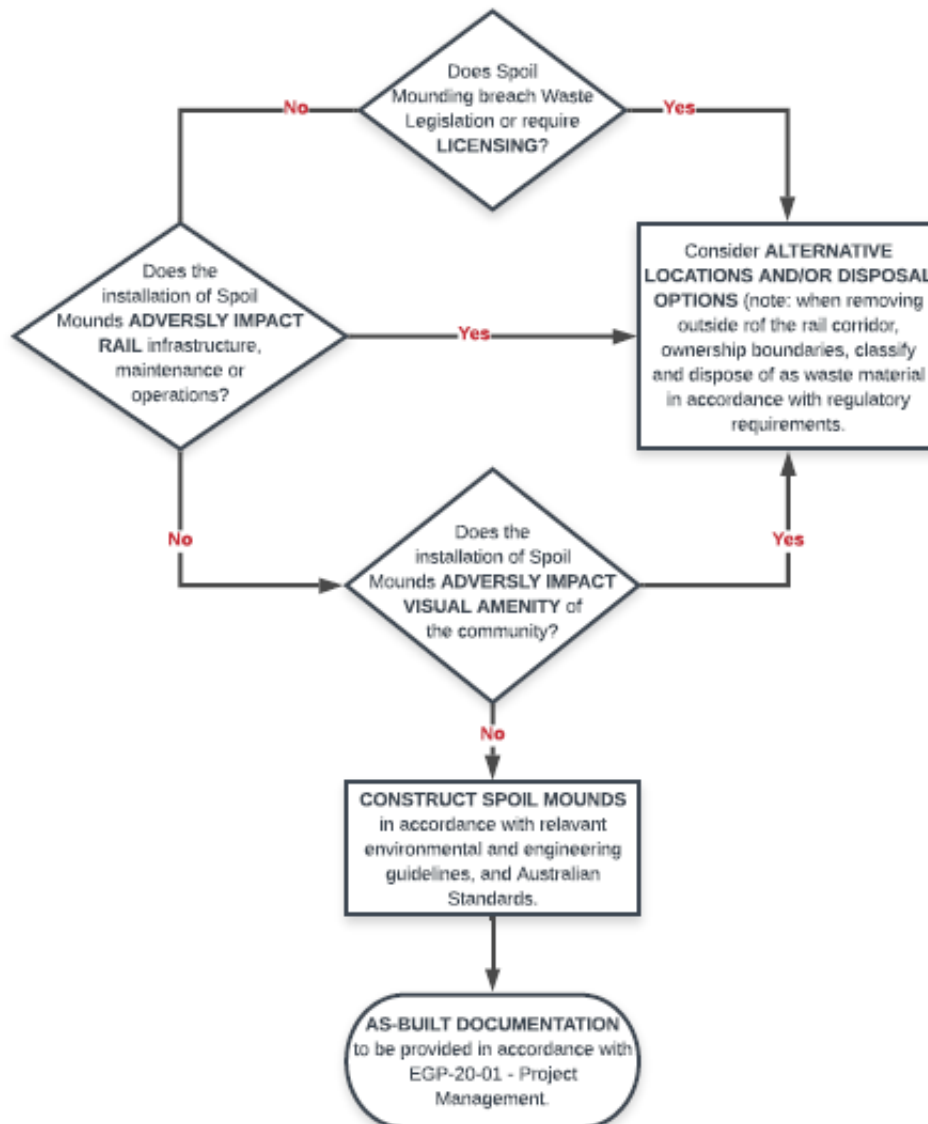 Does Spoil
Mounding breach Waste
Legislation or require
LICENSING?
No
Yes
Does the
installation of Spoil
Mounds ADVERSLY IMPACT
RAIL infrastructure,
maintenance or
operations?
Yes
Consider ALTERNATIVE
LOCATIONS AND/OR DISPOSAL
OPTIONS (note: when removing
outside rof the rail corridor,
ownership boundaries, classify
and dispose of as waste material
in accordance with regulatory
requirements.
No
Does the
installation of Spoil
Mounds ADVERSLY IMPACT
VISUAL AMENITY of
the community?
Yes
No
CONSTRUCT SPOIL MOUNDS
in accordance with relavant
environmental and engineering
guidelines, and Australian
Standards.
AS-BUILT DOCUMENTATION
to be provided in accordance with
EGP-20-01 - Project
Management.